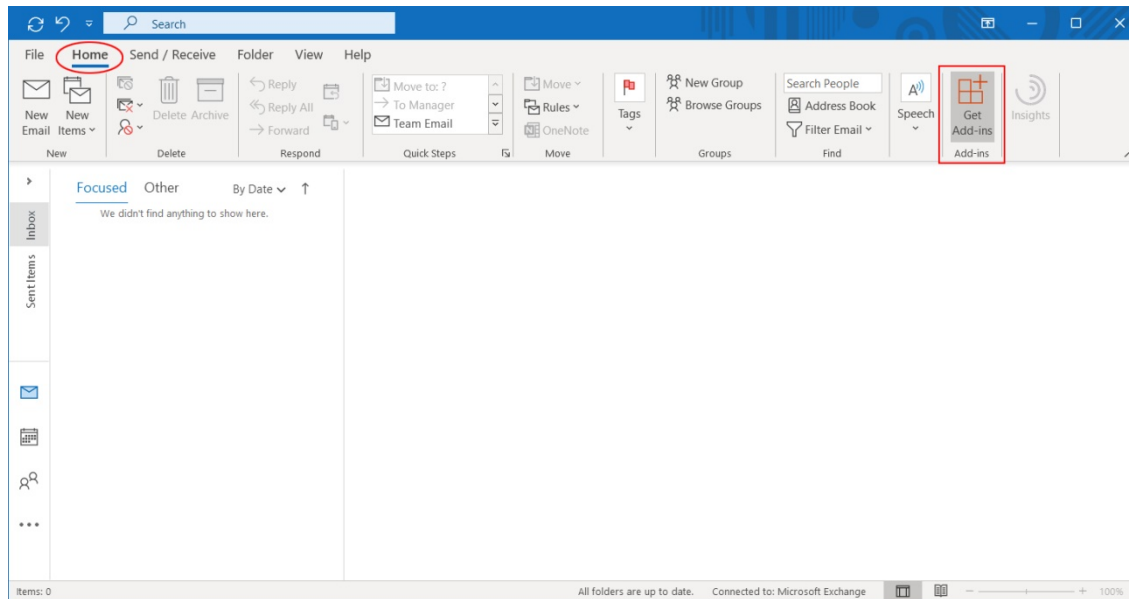 Search
File Home Send / Receive Folder View Help
New Email
New Items
Delete
Archive
Reply
Reply All
Forward
Move to: ?
To Manager
Team Email
Move
Rules
OneNote
Tags
New Group
Browse Groups
Search People
Address Book
Filter Email
Speech
Get Add-ins
Insights
New Delete Respond Quick Steps Move Groups Find Add-ins
Focused Other By Date
We didn't find anything to show here.
Inbox
Sent Items
Items: 0 All folders are up to date. Connected to: Microsoft Exchange 100%